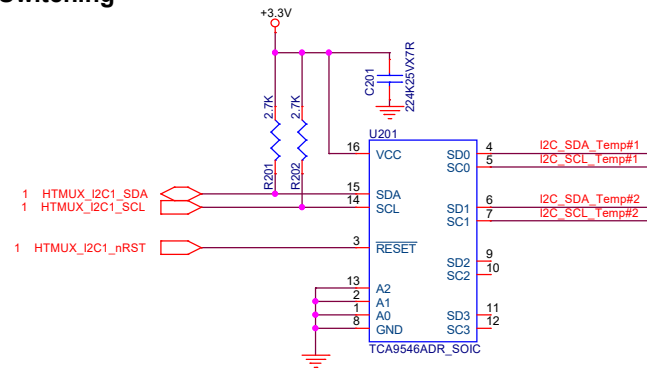 Switching
+3.3V
C201
224K25VX7R
2.7K
2.7K
R201
R202
U201
16 VCC SD0 4 I2C_SDA_Temp#1
SC0 5 I2C_SCL_Temp#1
1 HTMUX_I2C1_SDA 15 SDA
1 HTMUX_I2C1_SCL 14 SCL SD1 6 I2C_SDA_Temp#2
SC1 7 I2C_SCL_Temp#2
1 HTMUX_I2C1_nRST 3 RESET
SD2 9
SC2 10
13 A2
2 A1
1 A0 SD3 11
8 GND SC3 12
TCA9546ADR_SOIC